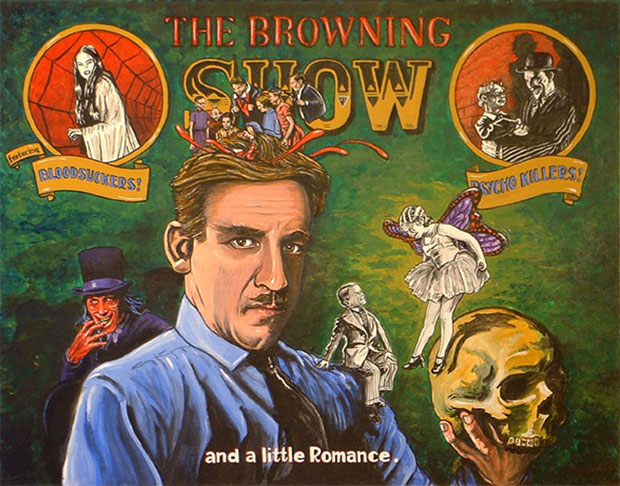 THE BROWNING
SHOW
featuring
BLOODSUCKERS!
PSYCHO KILLERS!
and a little Romance.